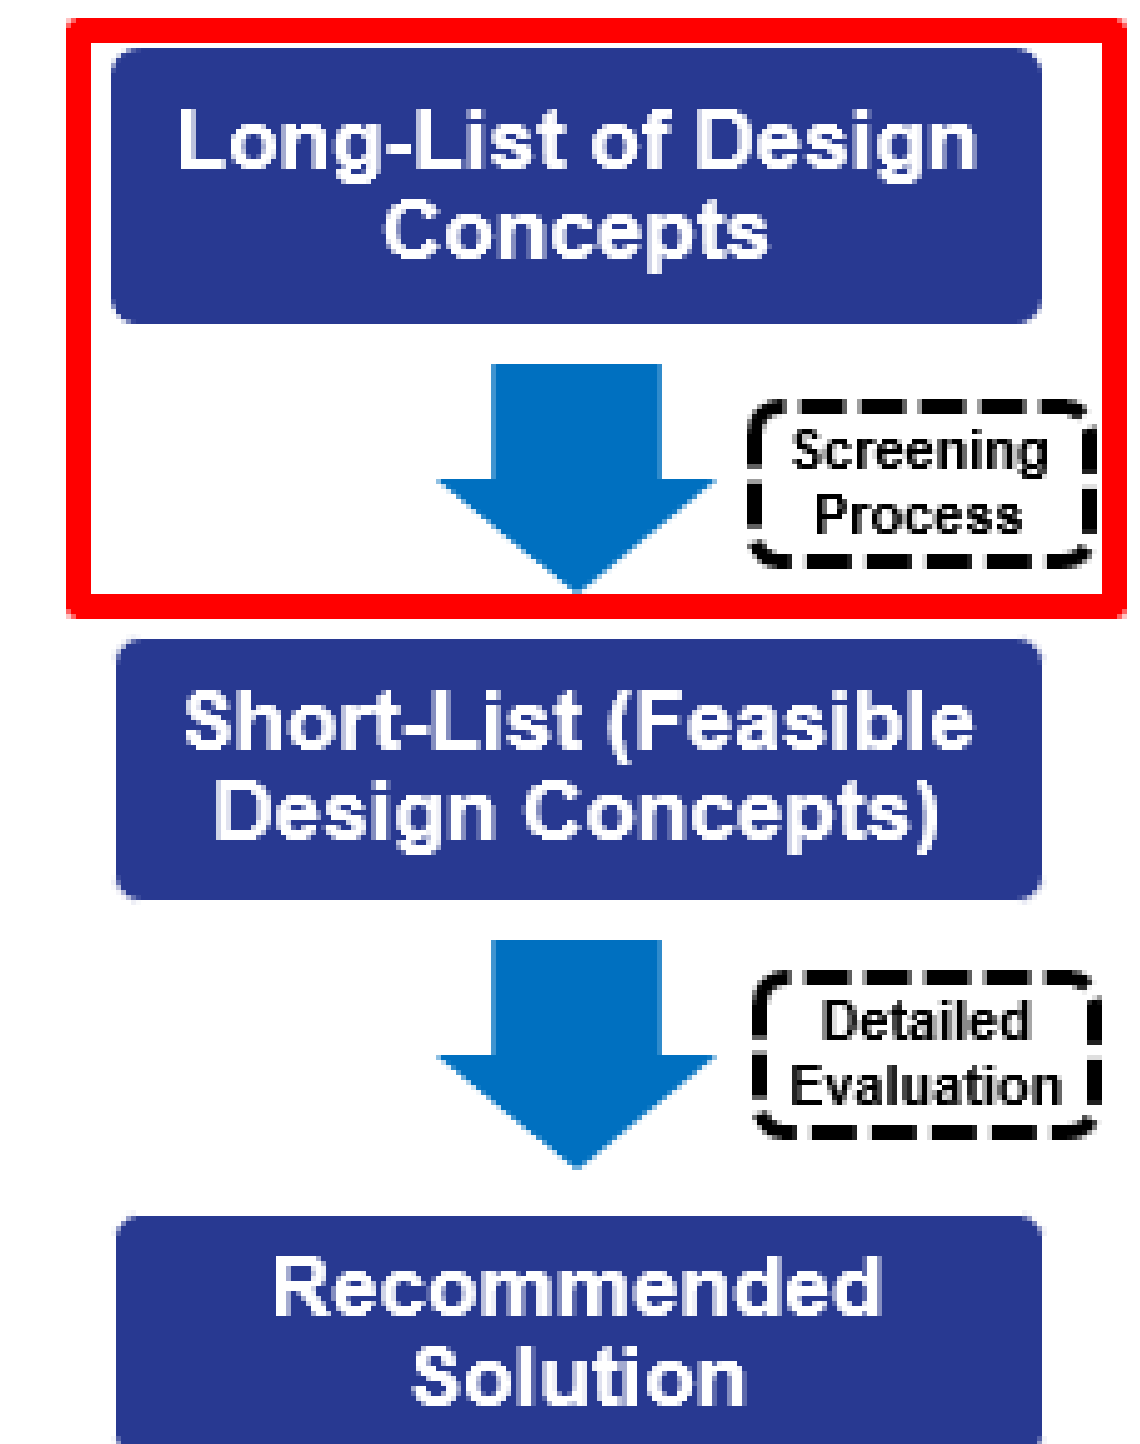 Long-List of Design
Concepts
Screening
Process
Short-List (Feasible
Design Concepts)
Detailed
Evaluation
Recommended
Solution